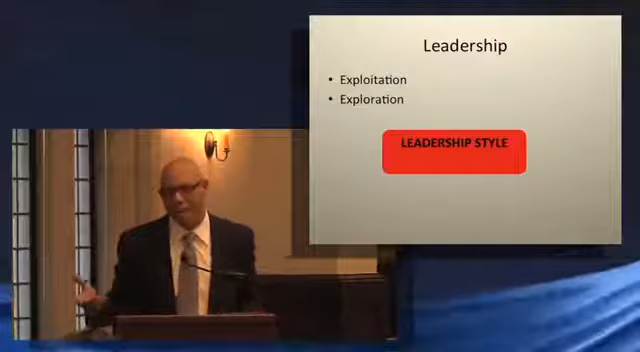 Leadership
• Exploitation
• Exploration
LEADERSHIP STYLE